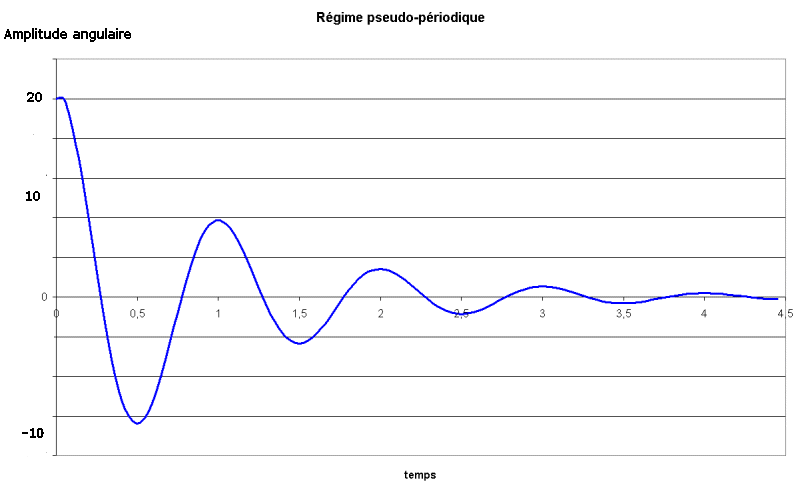 Régime pseudo-périodique
Amplitude angulaire
20
10
0
0 0,5 1 1,5 2 2,5 3 3,5 4 4,5
-10
temps